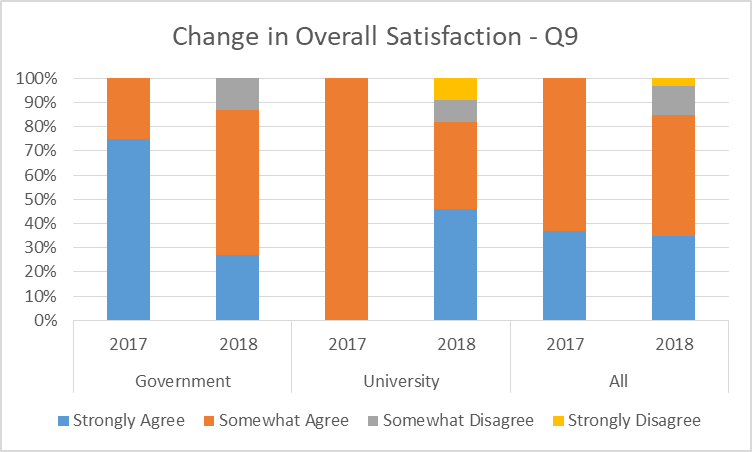 Change in Overall Satisfaction - Q9
100%
90%
80%
70%
60%
50%
40%
30%
20%
10%
0%
2017 2018 2017 2018 2017 2018
Government University All
Strongly Agree Somewhat Agree Somewhat Disagree Strongly Disagree